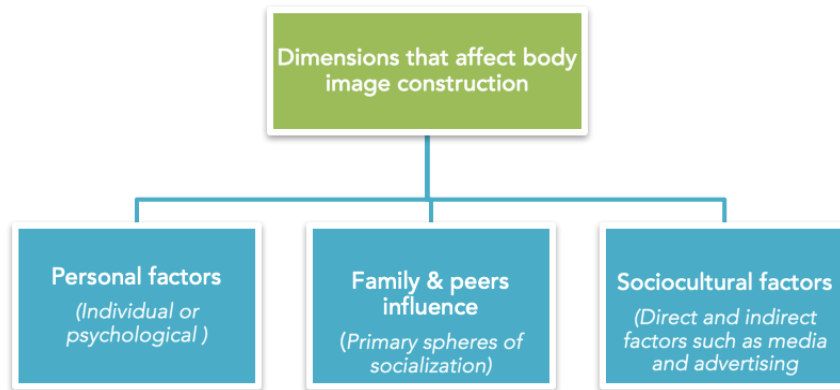 Dimensions that affect body
image construction
Personal factors
(Individual or
psychological )
Family & peers
influence
(Primary spheres of
socialization)
Sociocultural factors
(Direct and indirect
factors such as media
and advertising